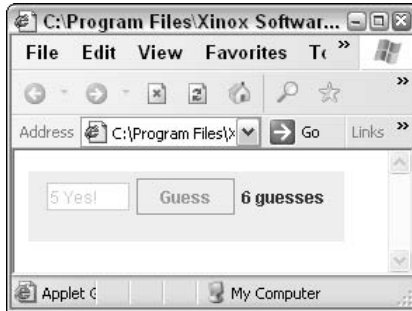 C:\Program Files\Xinox Softwar...
File Edit View Favorites To »
»
Address C:\Program Files\X Go Links »
5 Yes! Guess 6 guesses
Applet G My Computer